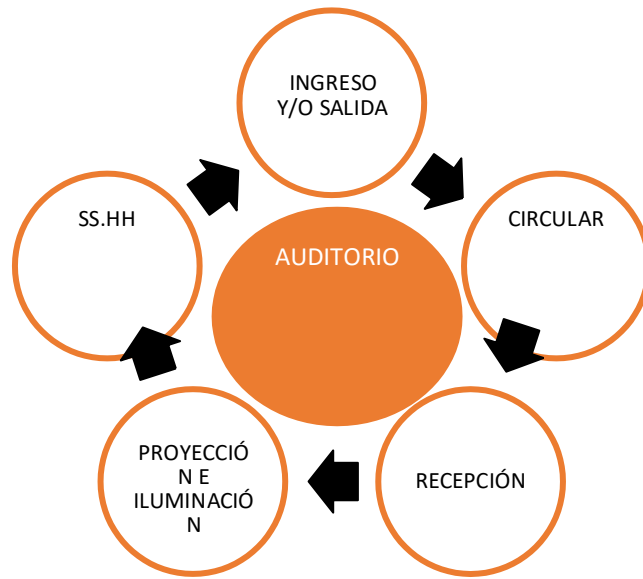 INGRESO
Y/O SALIDA
SS.HH
CIRCULAR
AUDITORIO
PROYECCIÓ
N E
ILUMINACIÓ
N
RECEPCIÓN